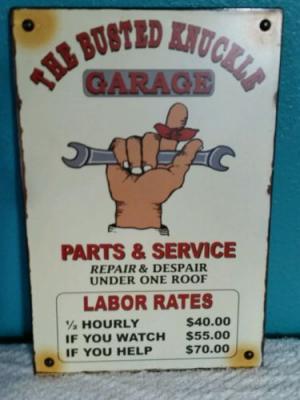 THE BUSTED KNUCKLE
GARAGE
PARTS & SERVICE
REPAIR & DESPAIR
UNDER ONE ROOF
LABOR RATES
½ HOURLY $40.00
IF YOU WATCH $55.00
IF YOU HELP $70.00